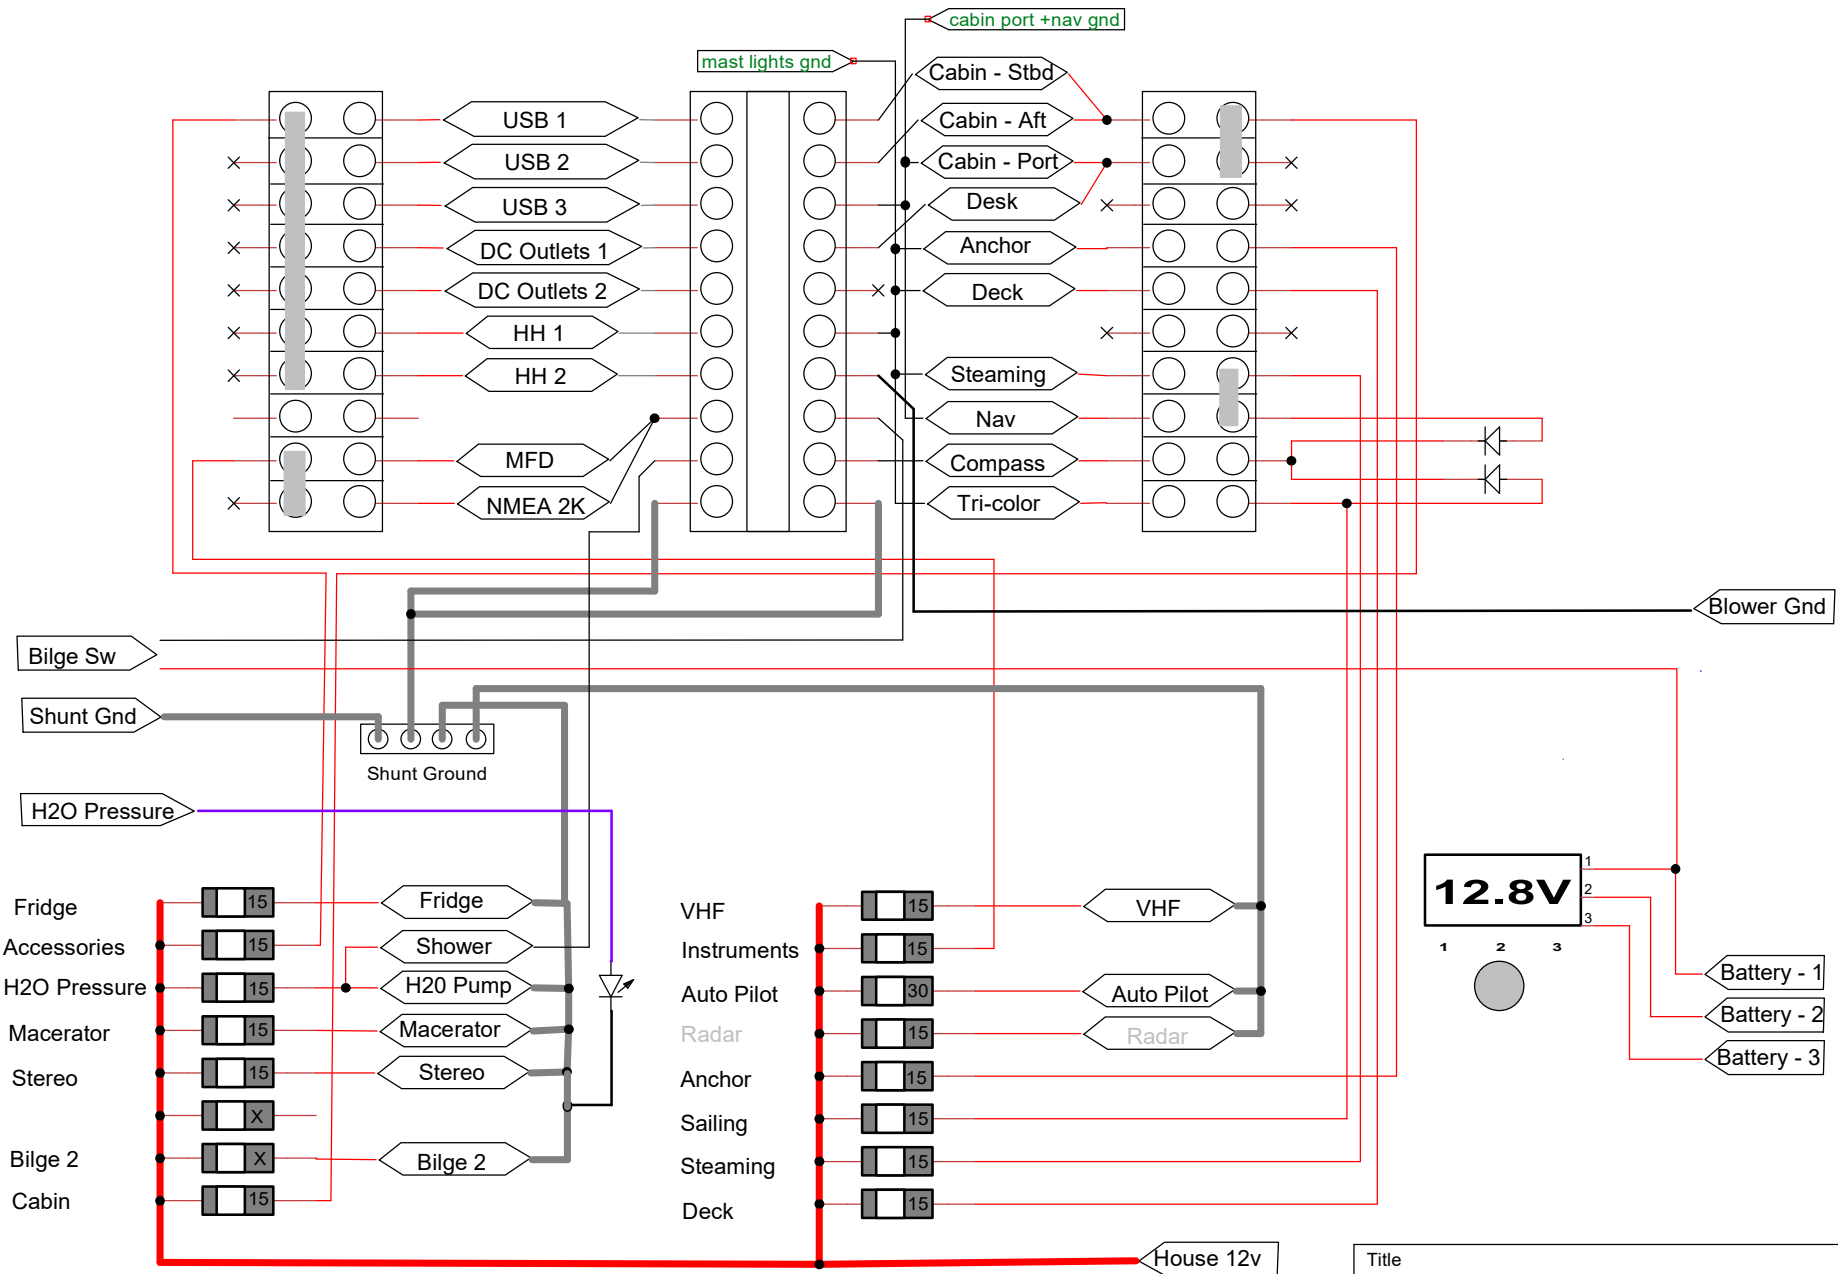 cabin port +nav gnd
mast lights gnd
Cabin - Stbd
USB 1
Cabin - Aft
USB 2
Cabin - Port
USB 3
Desk
DC Outlets 1
Anchor
DC Outlets 2
Deck
HH 1
HH 2
Steaming
Nav
MFD
Compass
NMEA 2K
Tri-color
Blower Gnd
Bilge Sw
Shunt Gnd
Shunt Ground
H2O Pressure
12.8V
1
2
3
1 2 3
Battery - 1
Battery - 2
Battery - 3
Fridge 15 Fridge
Accessories 15 Shower
H2O Pressure 15 H20 Pump
Macerator 15 Macerator
Stereo 15 Stereo
X
Bilge 2 X Bilge 2
Cabin 15
VHF 15 VHF
Instruments 15
Auto Pilot 30 Auto Pilot
Radar 15 Radar
Anchor 15
Sailing 15
Steaming 15
Deck 15
House 12v
Title